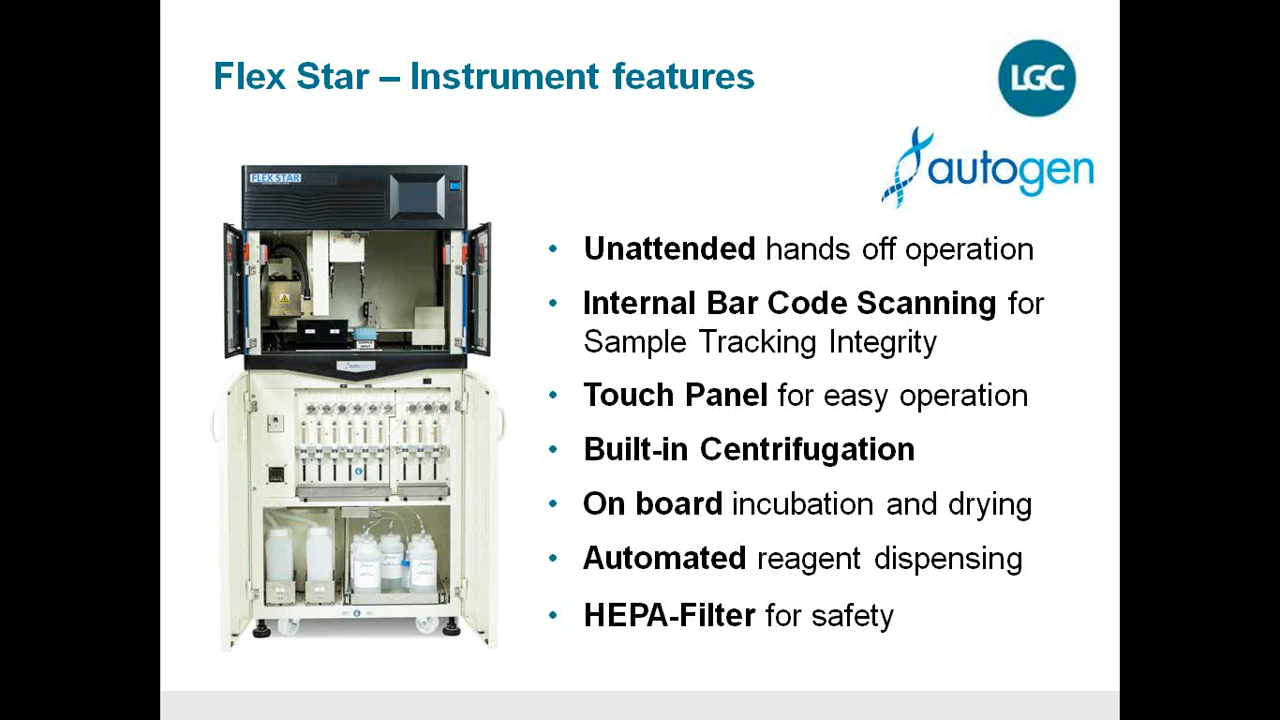 Flex Star – Instrument features
LGC
autogen
FLEX STAR
• Unattended hands off operation
• Internal Bar Code Scanning for
Sample Tracking Integrity
• Touch Panel for easy operation
• Built-in Centrifugation
• On board incubation and drying
• Automated reagent dispensing
• HEPA-Filter for safety